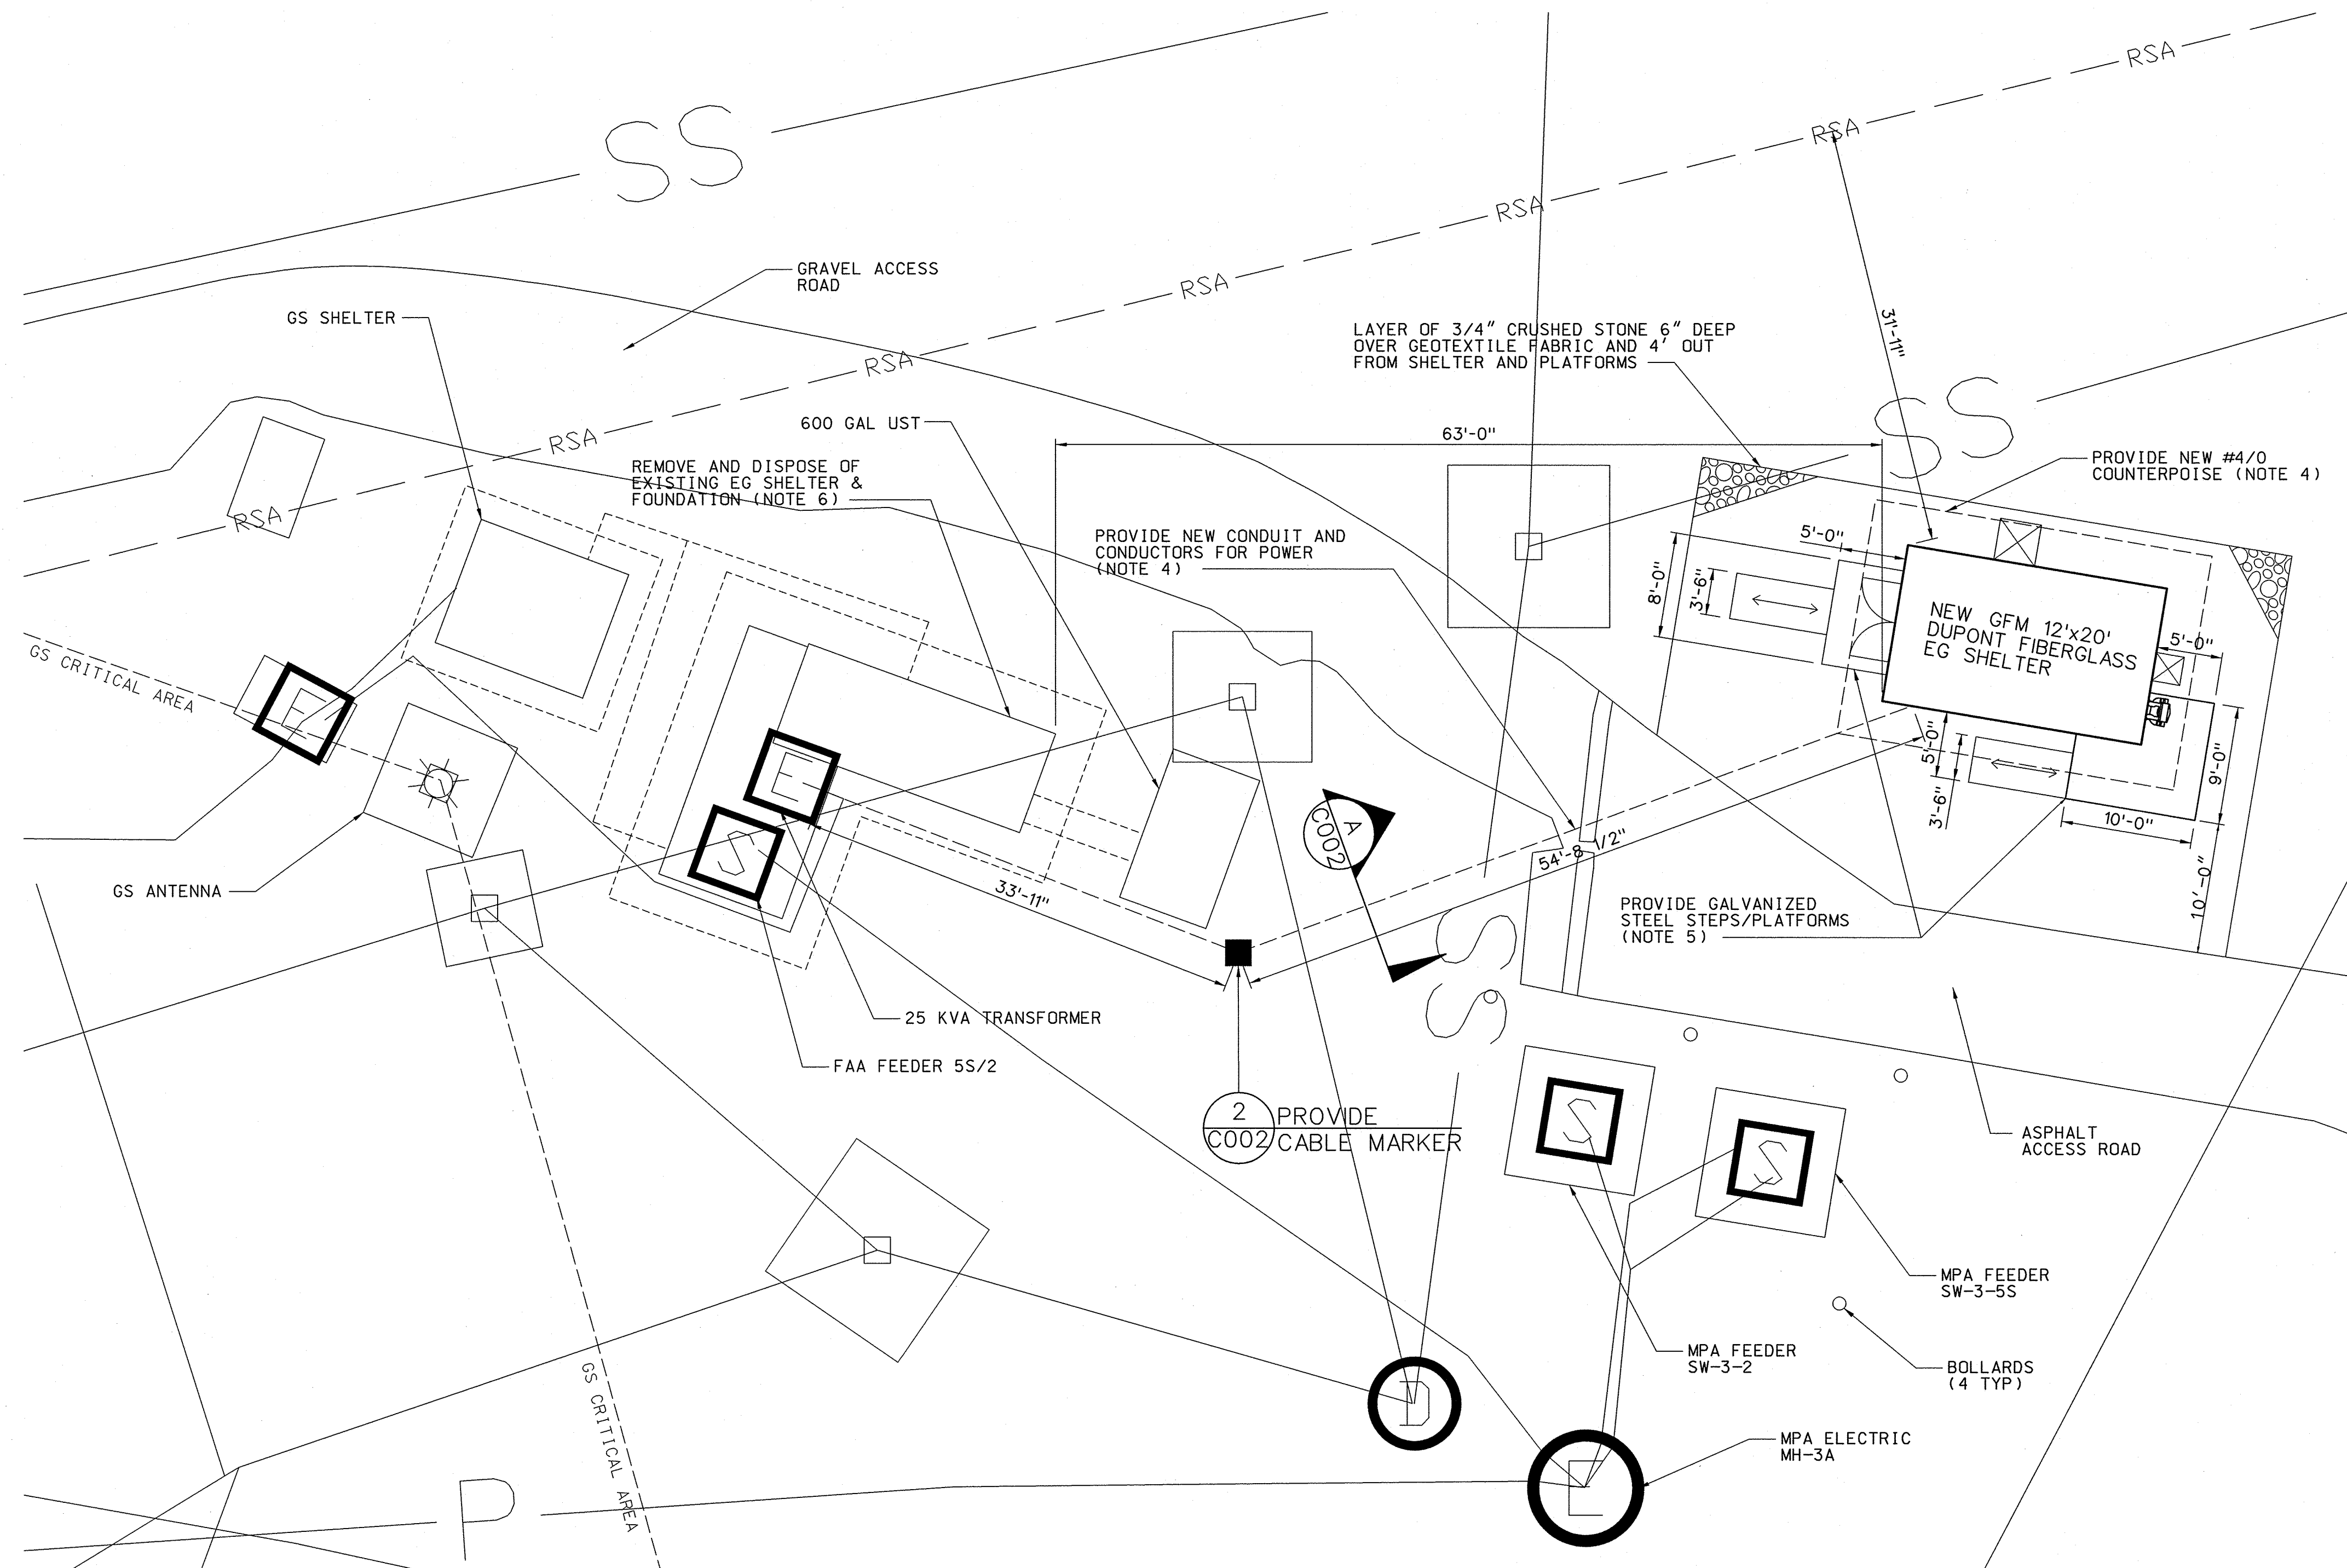 SS
RSA
RSA
RSA
RSA
RSA
RSA
RSA
GRAVEL ACCESS
ROAD
GS SHELTER
31'-11"
LAYER OF 3/4" CRUSHED STONE 6" DEEP
OVER GEOTEXTILE FABRIC AND 4' OUT
FROM SHELTER AND PLATFORMS
SS
600 GAL UST
63'-0"
REMOVE AND DISPOSE OF
EXISTING EG SHELTER &
FOUNDATION (NOTE 6)
PROVIDE NEW #4/0
COUNTERPOISE (NOTE 4)
PROVIDE NEW CONDUIT AND
CONDUCTORS FOR POWER
(NOTE 4)
5'-0"
8'-0"
3'-6"
NEW GFM 12'x20'
DUPONT FIBERGLASS
EG SHELTER
5'-0"
GS CRITICAL AREA
E
E
S
5'-0"
3'-6"
9'-0"
10'-0"
10'-0"
A
C002
54'-8 1/2"
33'-11"
GS ANTENNA
PROVIDE GALVANIZED
STEEL STEPS/PLATFORMS
(NOTE 5)
SS
25 KVA TRANSFORMER
FAA FEEDER 5S/2
2
C002
PROVIDE
CABLE MARKER
S
S
ASPHALT
ACCESS ROAD
MPA FEEDER
SW-3-5S
MPA FEEDER
SW-3-2
BOLLARDS
(4 TYP)
GS CRITICAL AREA
D
E
MPA ELECTRIC
MH-3A
P